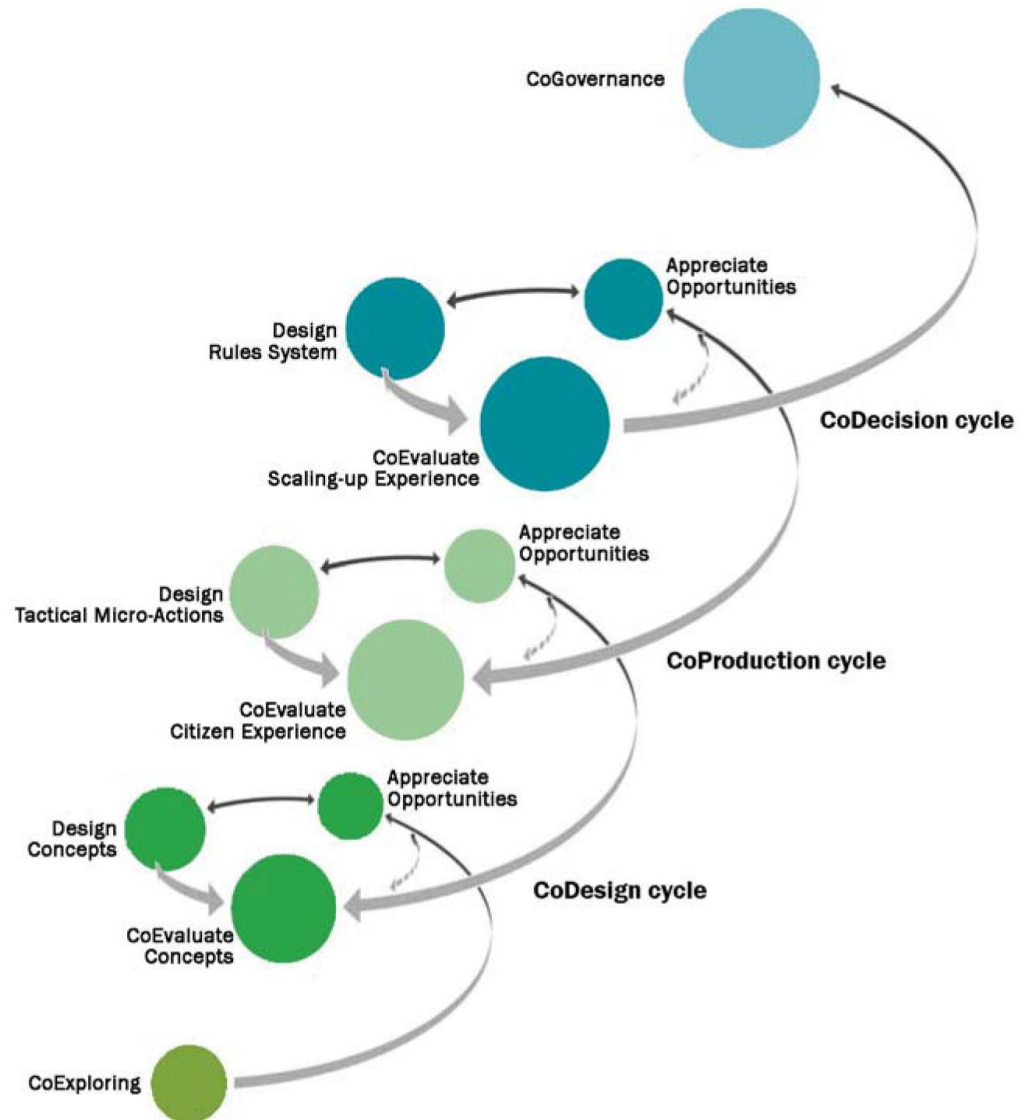 CoGovernance
Appreciate
Opportunities
Design
Rules System
CoDecision cycle
CoEvaluate
Scaling-up Experience
Appreciate
Opportunities
Design
Tactical Micro-Actions
CoProduction cycle
CoEvaluate
Citizen Experience
Appreciate
Opportunities
Design
Concepts
CoDesign cycle
CoEvaluate
Concepts
CoExploring